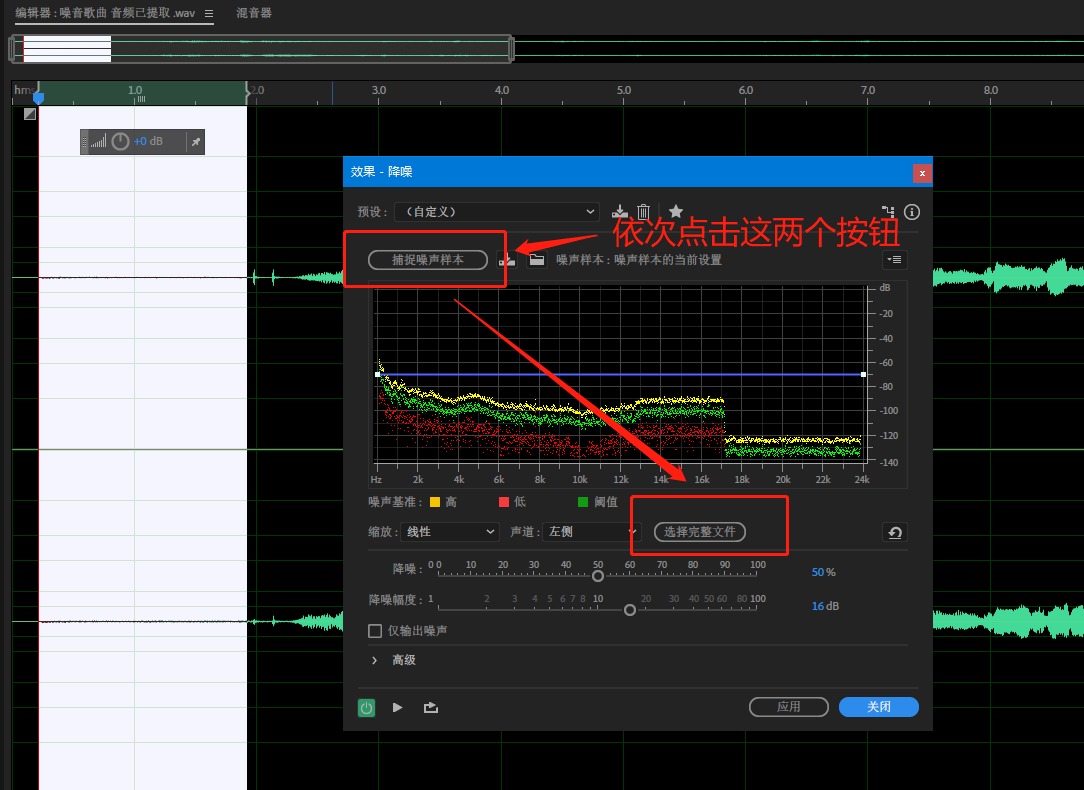 编辑器 : 噪音歌曲 音频已提取 .wav ≡ 混音器
hms 1.0 2.0 3.0 4.0 5.0 6.0 7.0 8.0
+0 dB
效果 - 降噪 x
预设 : （自定义）
依次点击这两个按钮
捕捉噪声样本 噪声样本 : 噪声样本的当前设置
dB
-20
-40
-60
-80
-100
-120
-140
Hz 2k 4k 6k 8k 10k 12k 14k 16k 18k 20k 22k 24k
噪声基准 : 高 低 阈值
缩放 : 线性 声道 : 左侧 选择完整文件
降噪 : 0 0 10 20 30 40 50 60 70 80 90 100 50 %
降噪幅度 : 1 2 3 4 5 6 7 8 10 20 30 40 50 60 80 100 16 dB
仅输出噪声
高级
应用 关闭